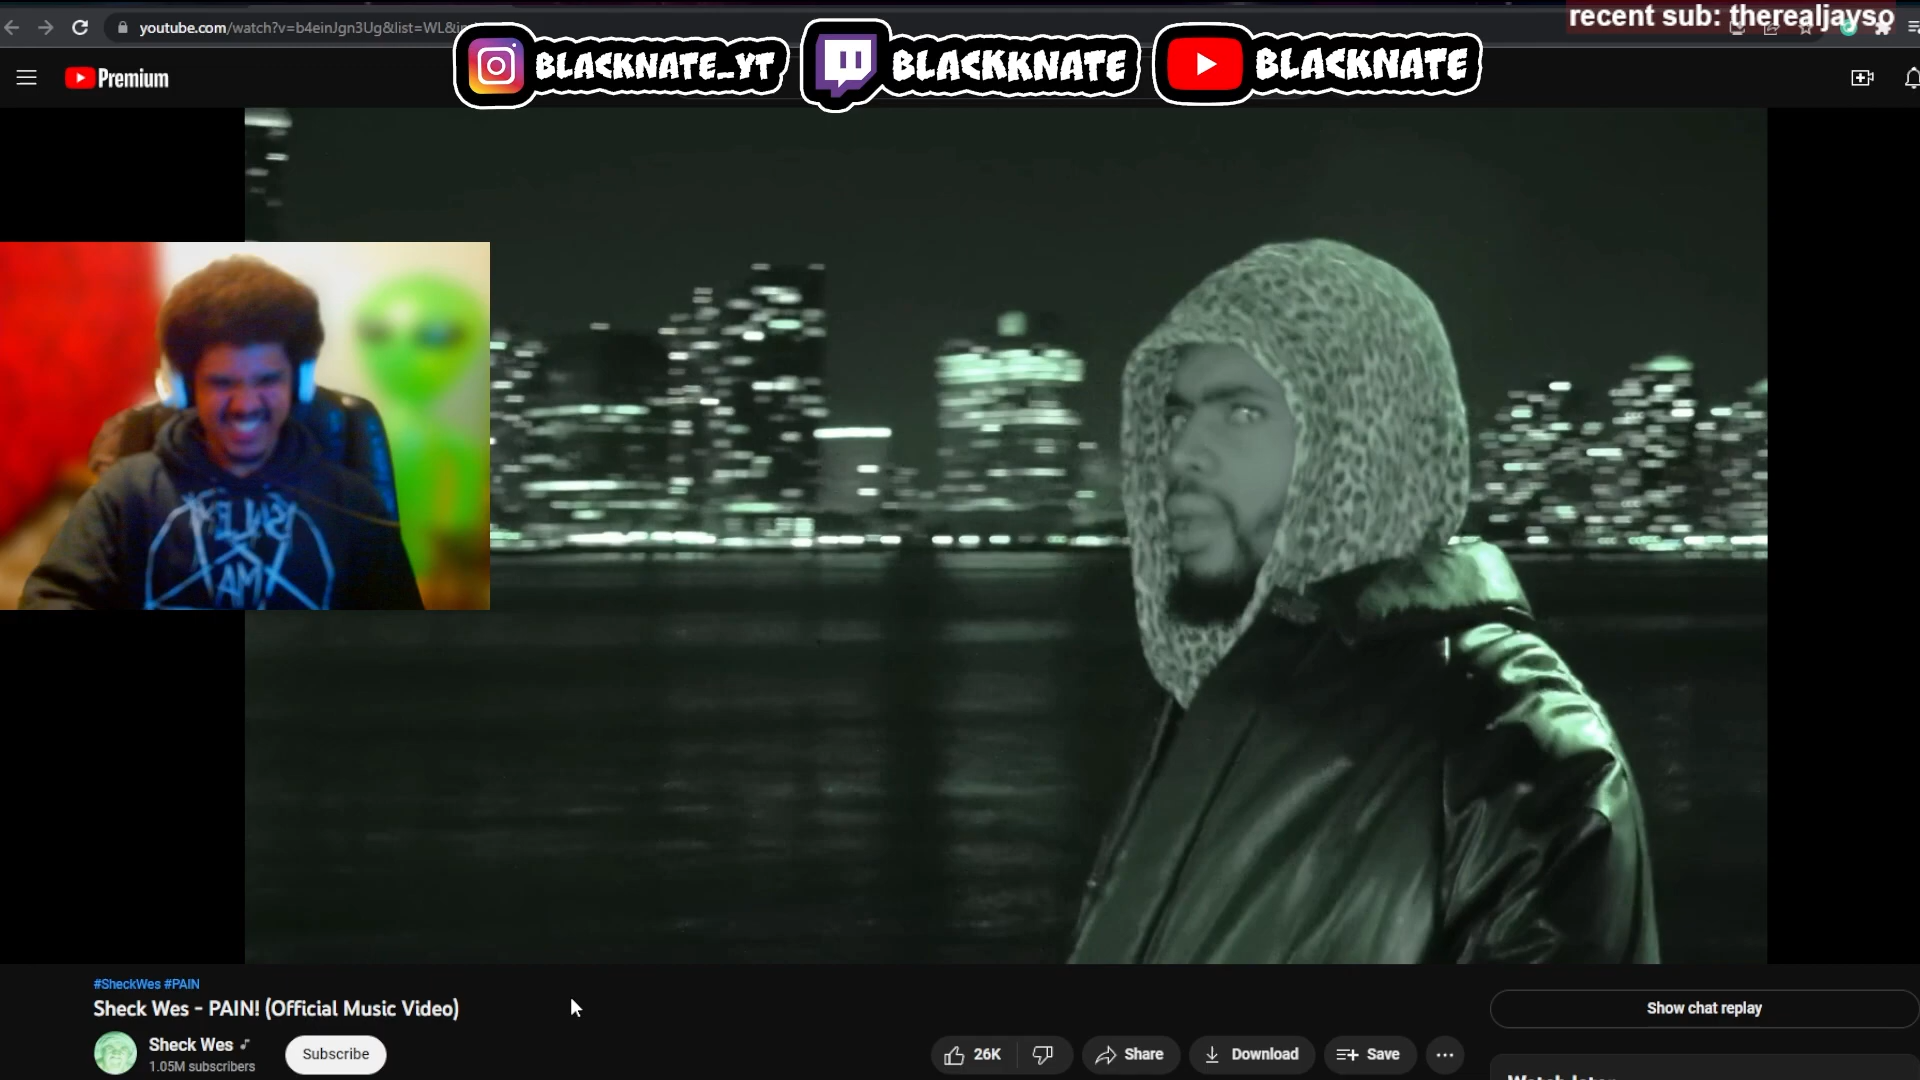 recent sub: therealjayso
youtube.com/watch?v=b4einJgn3Ug&list=WL&i
BLACKNATE_YT
BLACKKNATE
BLACKNATE
Premium
#SheckWes #PAIN
Sheck Wes - PAIN! (Official Music Video)
Sheck Wes
1.05M subscribers
Subscribe
26K
Share
Download
Save
Show chat replay